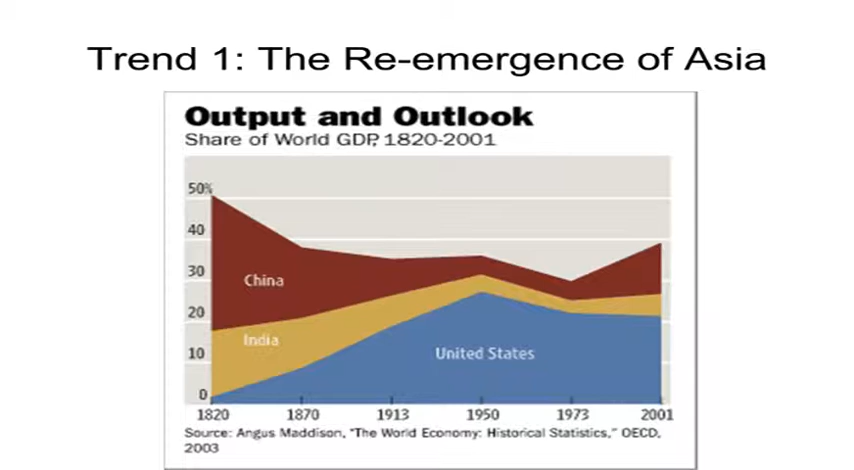 Trend 1: The Re-emergence of Asia
Output and Outlook
Share of World GDP, 1820-2001
50%
40
30
20
10
0
China
India
United States
1820 1870 1913 1950 1973 2001
Source: Angus Maddison, "The World Economy: Historical Statistics," OECD,
2003